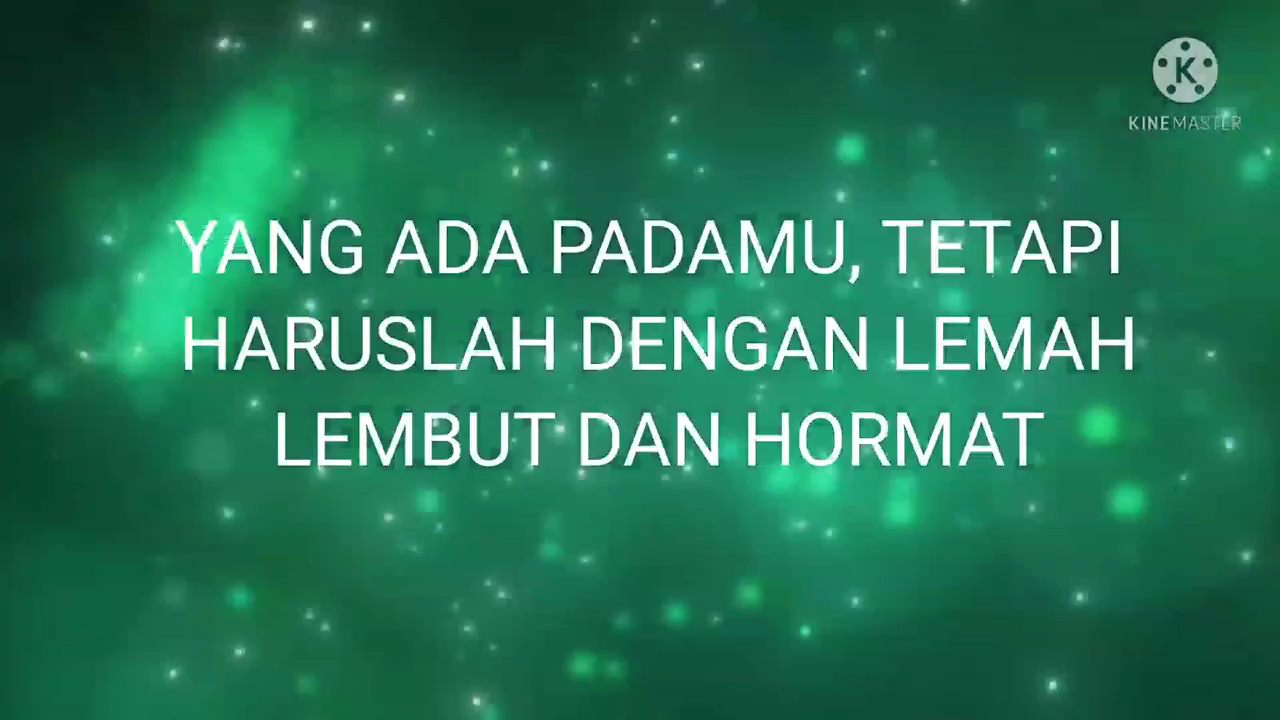 KINEMASTER
YANG ADA PADAMU, TETAPI
HARUSLAH DENGAN LEMAH
LEMBUT DAN HORMAT